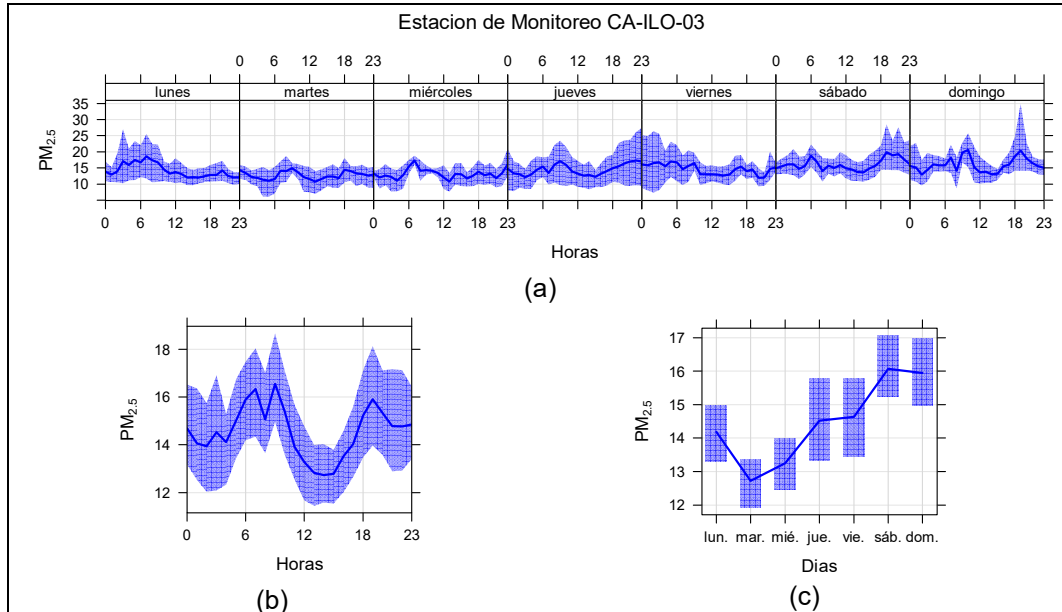 Estacion de Monitoreo CA-ILO-03
0 6 12 18 23 0 6 12 18 23 0 6 12 18 23
lunes martes miércoles jueves viernes sábado domingo
35
30
25
20
15
10
PM2.5
0 6 12 18 23 0 6 12 18 23 0 6 12 18 23 0 6 12 18 23
Horas
(a)
18
16
14
12
PM2.5
0 6 12 18 23
Horas
(b)
17
16
15
14
13
12
PM2.5
lun. mar. mié. jue. vie. sáb. dom.
Dias
(c)